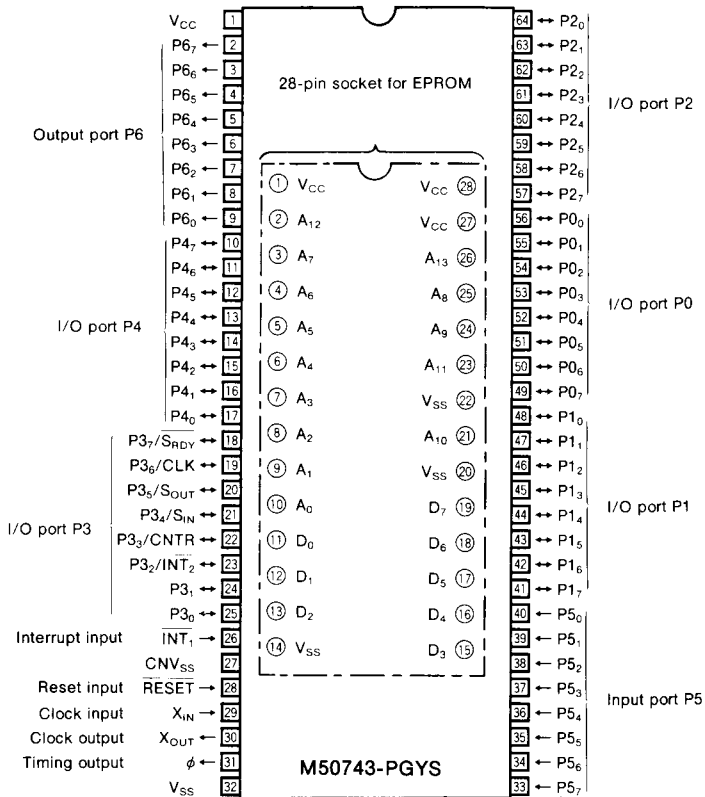 VCC 1 64 ↔ P20
P67 ← 2 63 ↔ P21
P66 ← 3 62 ↔ P22
28-pin socket for EPROM
P65 ← 4 61 ↔ P23
I/O port P2
P64 ← 5 60 ↔ P24
Output port P6
P63 ← 6 59 ↔ P25
P62 ← 7 58 ↔ P26
P61 ← 8 57 ↔ P27
P60 ← 9 56 ↔ P00
P47 ↔ 10 55 ↔ P01
P46 ↔ 11 54 ↔ P02
P45 ↔ 12 53 ↔ P03
I/O port P0
I/O port P4
P44 ↔ 13 52 ↔ P04
P43 ↔ 14 51 ↔ P05
P42 ↔ 15 50 ↔ P06
P41 ↔ 16 49 ↔ P07
P40 ↔ 17 48 ↔ P10
P37/SRDY ↔ 18 47 ↔ P11
P36/CLK ↔ 19 46 ↔ P12
P35/SOUT ↔ 20 45 ↔ P13
I/O port P3
I/O port P1
P34/SIN ↔ 21 44 ↔ P14
P33/CNTR ↔ 22 43 ↔ P15
P32/INT2 ↔ 23 42 ↔ P16
P31 ↔ 24 41 ↔ P17
P30 ↔ 25 40 ← P50
Interrupt input INT1 → 26 39 ← P51
CNVSS 27 38 ← P52
Reset input RESET → 28 37 ← P53
Input port P5
Clock input XIN → 29 36 ← P54
Clock output XOUT ← 30 35 ← P55
Timing output ϕ ← 31 34 ← P56
VSS 32 33 ← P57
① VCC VCC ㉘
② A12 VCC ㉗
③ A7 A13 ㉖
④ A6 A8 ㉕
⑤ A5 A9 ㉔
⑥ A4 A11 ㉓
⑦ A3 VSS ㉒
⑧ A2 A10 ㉑
⑨ A1 VSS ⑳
⑩ A0 D7 ⑲
⑪ D0 D6 ⑱
⑫ D1 D5 ⑰
⑬ D2 D4 ⑯
⑭ VSS D3 ⑮
M50743-PGYS